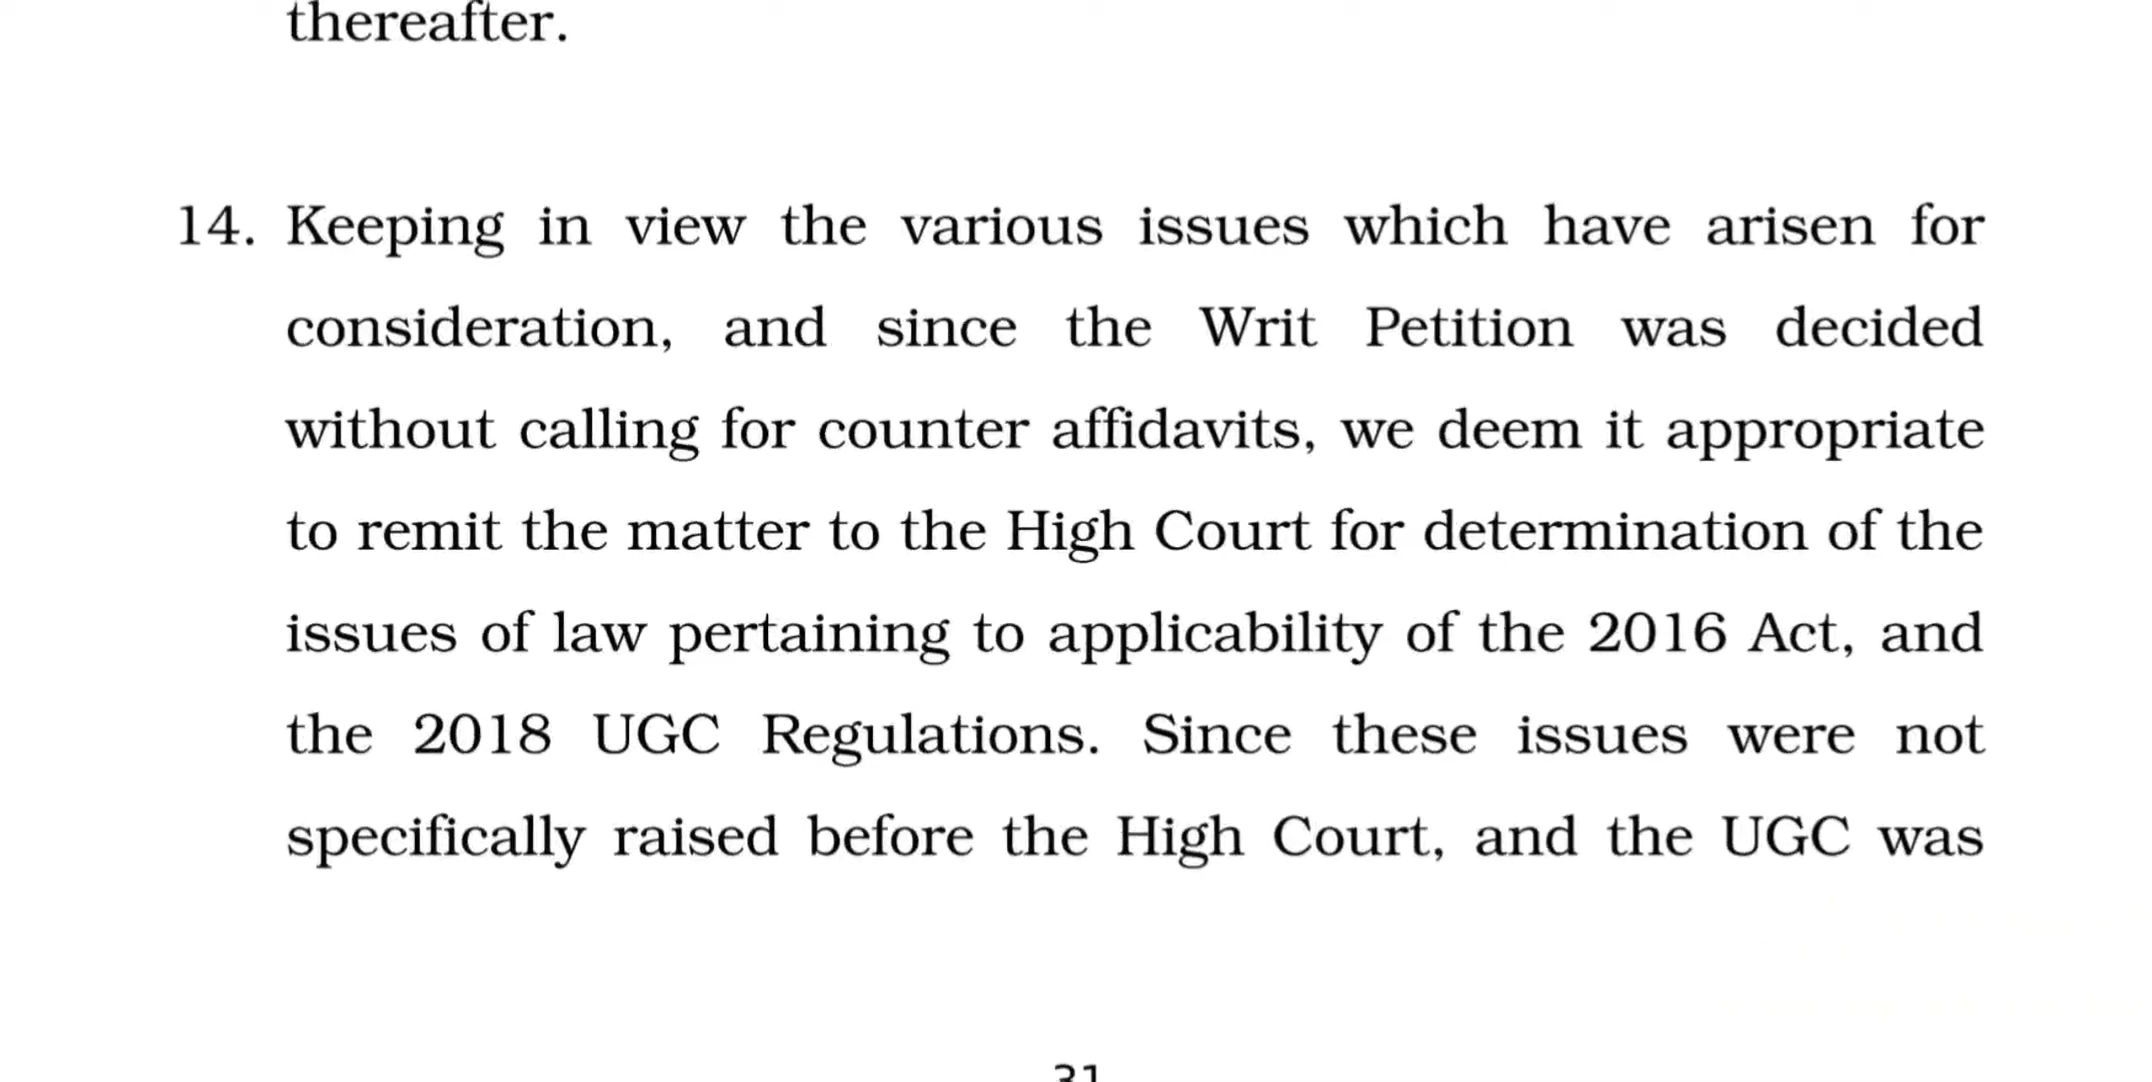 thereafter.
14. Keeping in view the various issues which have arisen for
consideration, and since the Writ Petition was decided
without calling for counter affidavits, we deem it appropriate
to remit the matter to the High Court for determination of the
issues of law pertaining to applicability of the 2016 Act, and
the 2018 UGC Regulations. Since these issues were not
specifically raised before the High Court, and the UGC was
31